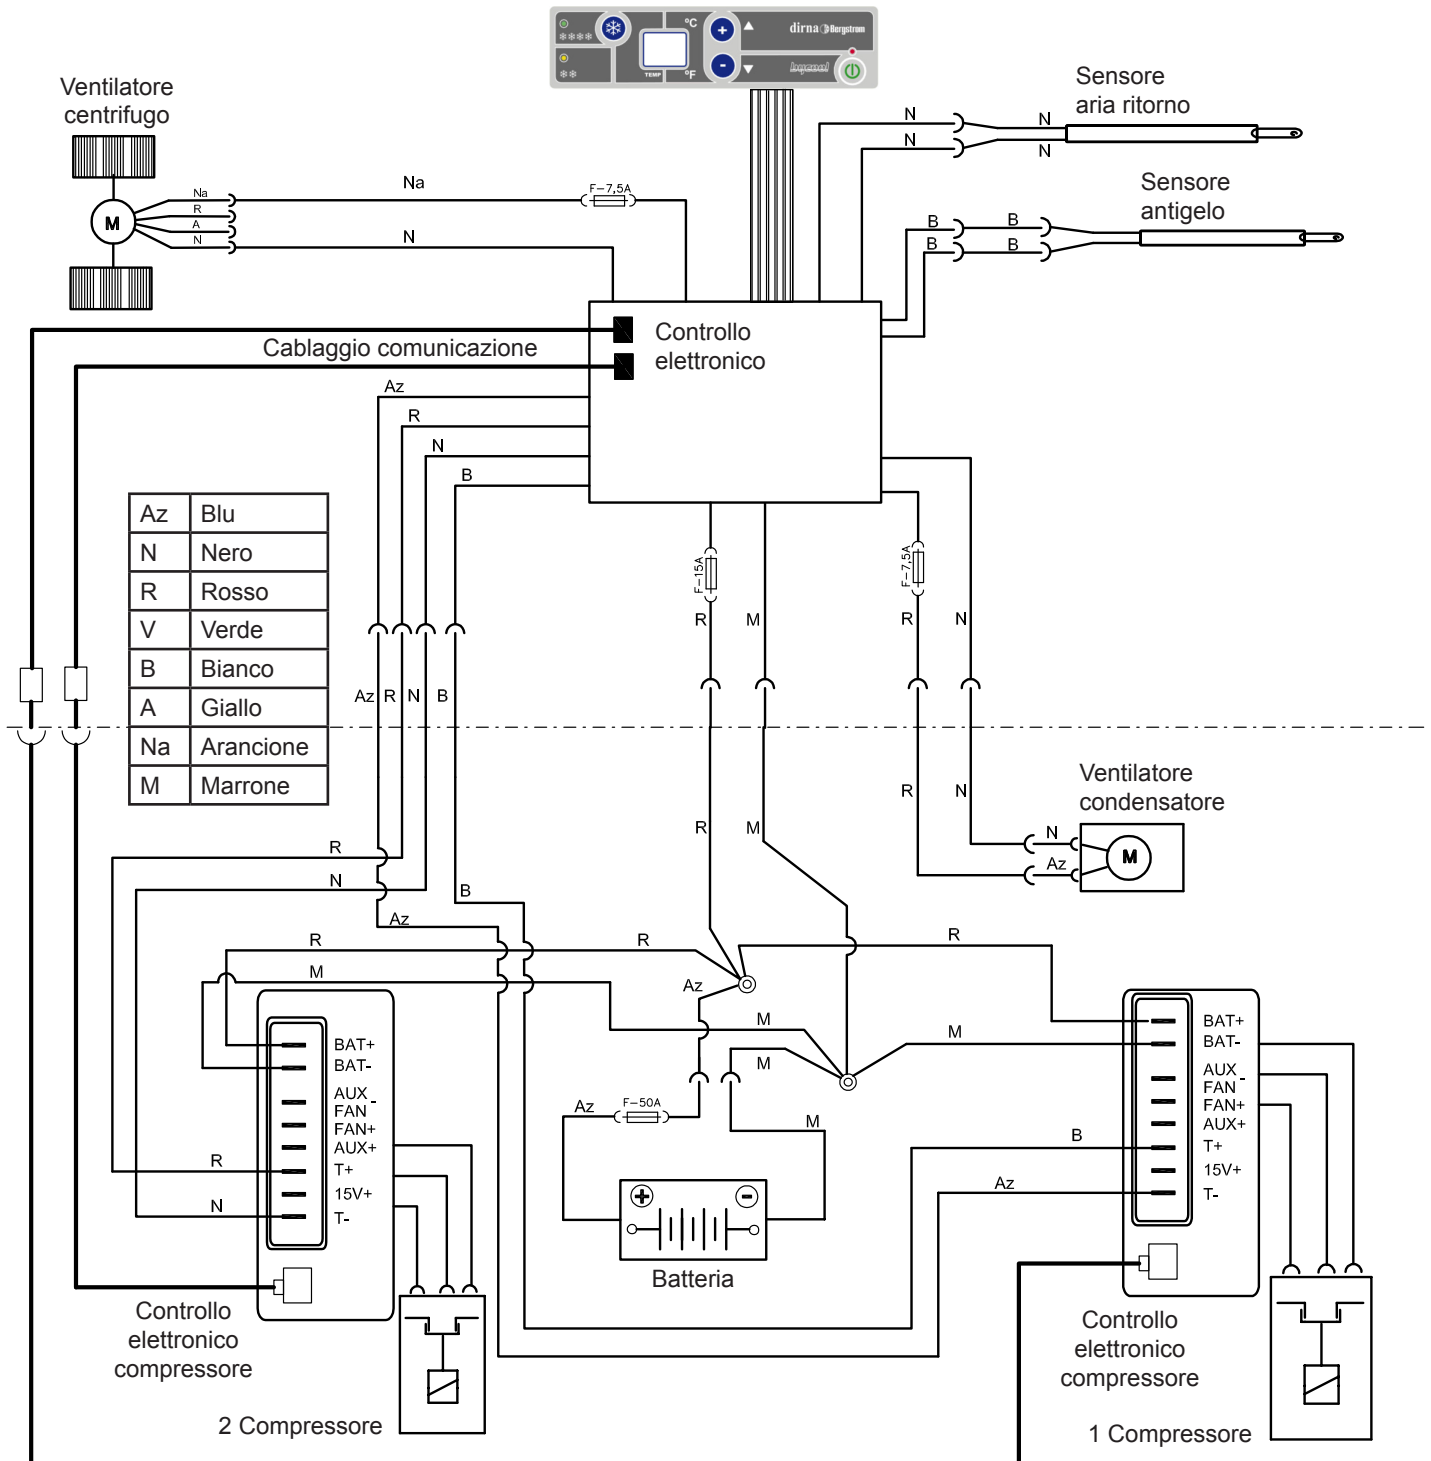 °C
dirna Bergstrom
TEMP
°F
bycool
Ventilatore
centrifugo
Sensore
aria ritorno
N
N
N
N
Sensore
antigelo
Na
R
A
N
M
Na
F-7,5A
N
B
B
B
B
Controllo
elettronico
Cablaggio comunicazione
Az
R
N
B
Az Blu
N Nero
R Rosso
V Verde
B Bianco
A Giallo
Na Arancione
M Marrone
F-15A
F-7,5A
R
M
R
N
Az
R
N
B
Ventilatore
condensatore
R
N
R
M
N
Az
M
R
N
B
Az
R
R
R
M
Az
M
M
M
BAT+
BAT-
AUX -
FAN
FAN+
AUX+
T+
15V+
T-
R
N
Az
F-50A
M
BAT+
BAT-
AUX -
FAN
FAN+
AUX+
T+
15V+
T-
B
Az
Batteria
Controllo
elettronico
compressore
2 Compressore
Controllo
elettronico
compressore
1 Compressore